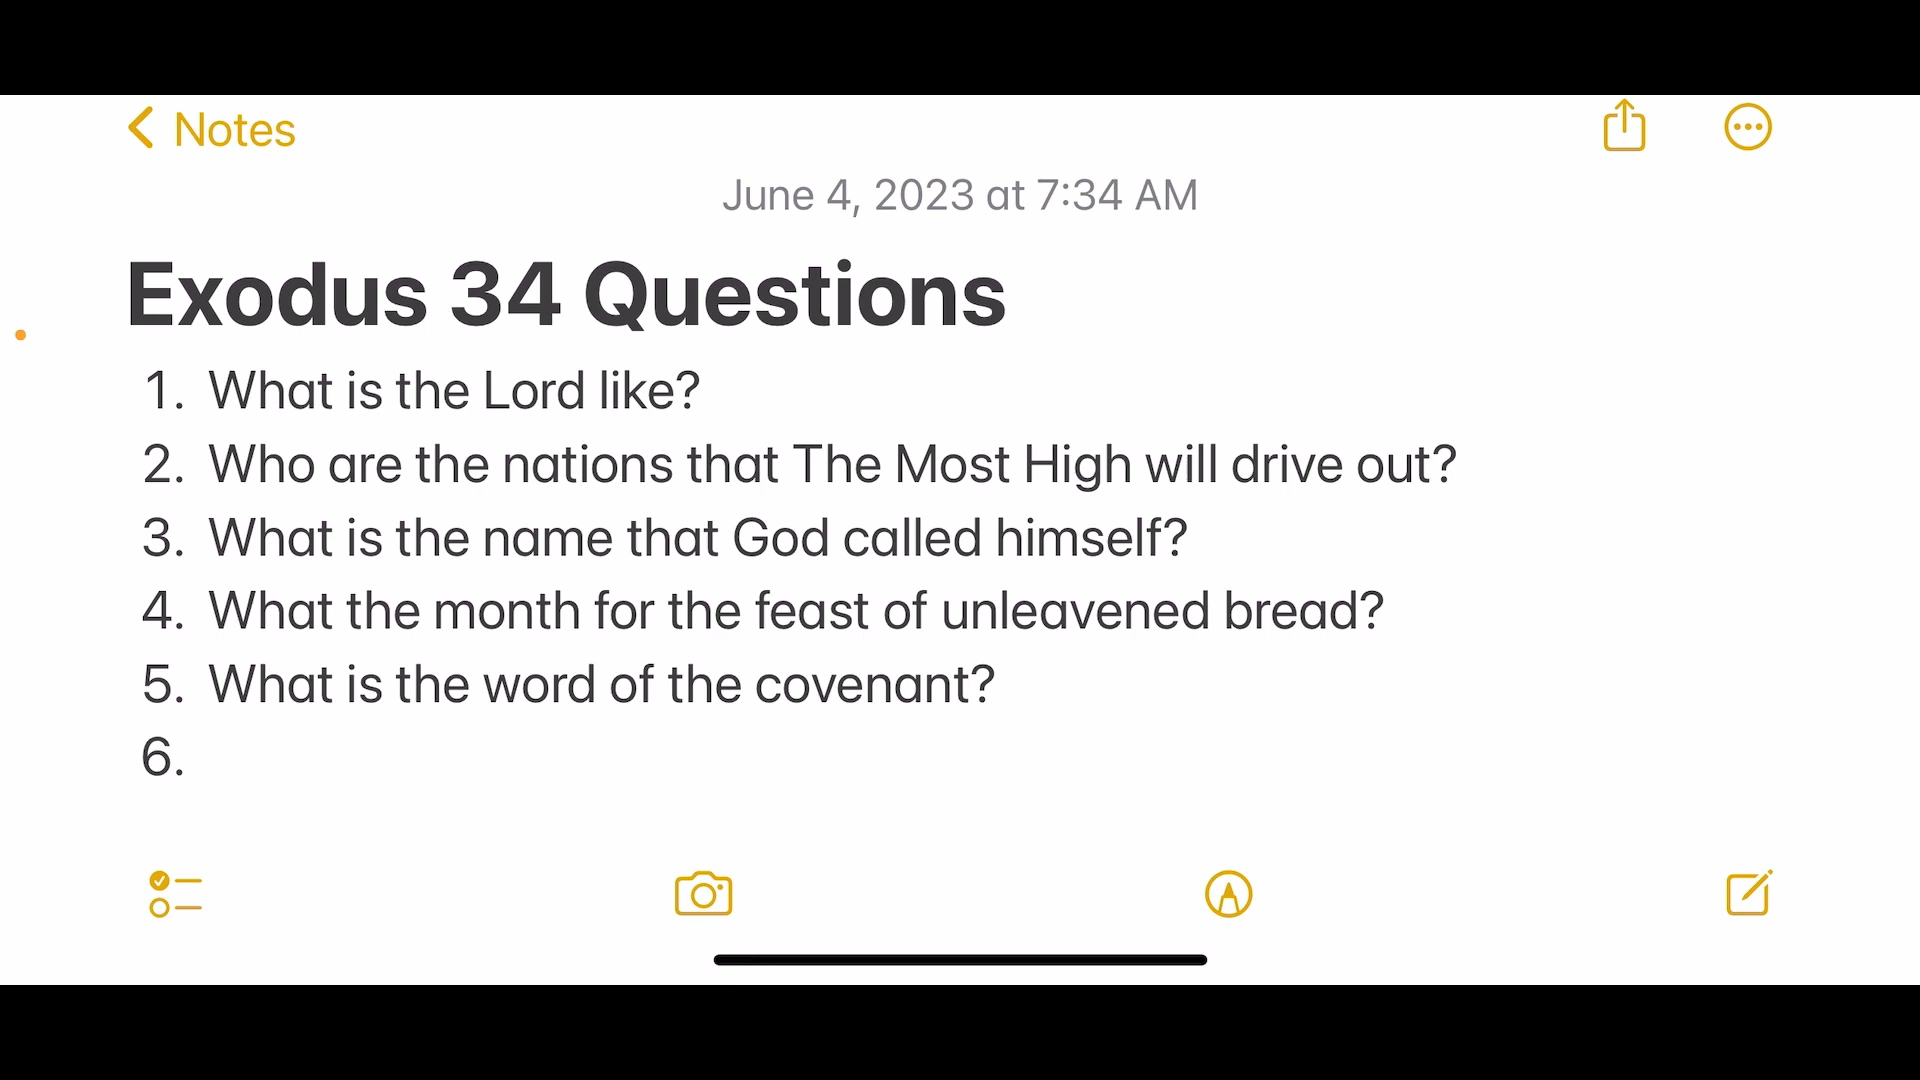 Notes
June 4, 2023 at 7:34 AM
Exodus 34 Questions
1. What is the Lord like?
2. Who are the nations that The Most High will drive out?
3. What is the name that God called himself?
4. What the month for the feast of unleavened bread?
5. What is the word of the covenant?
6.